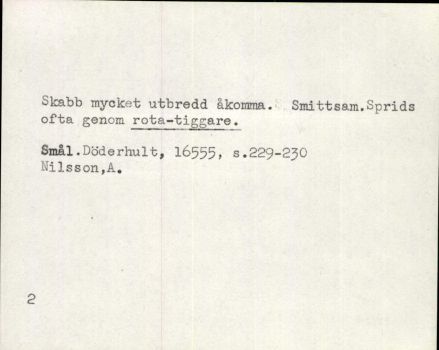 Skabb mycket utbredd åkomma. Smittsam.Sprids
ofta genom rota-tiggare.
Smål.Döderhult, 16555, s.229-230
Nilsson,A.
2